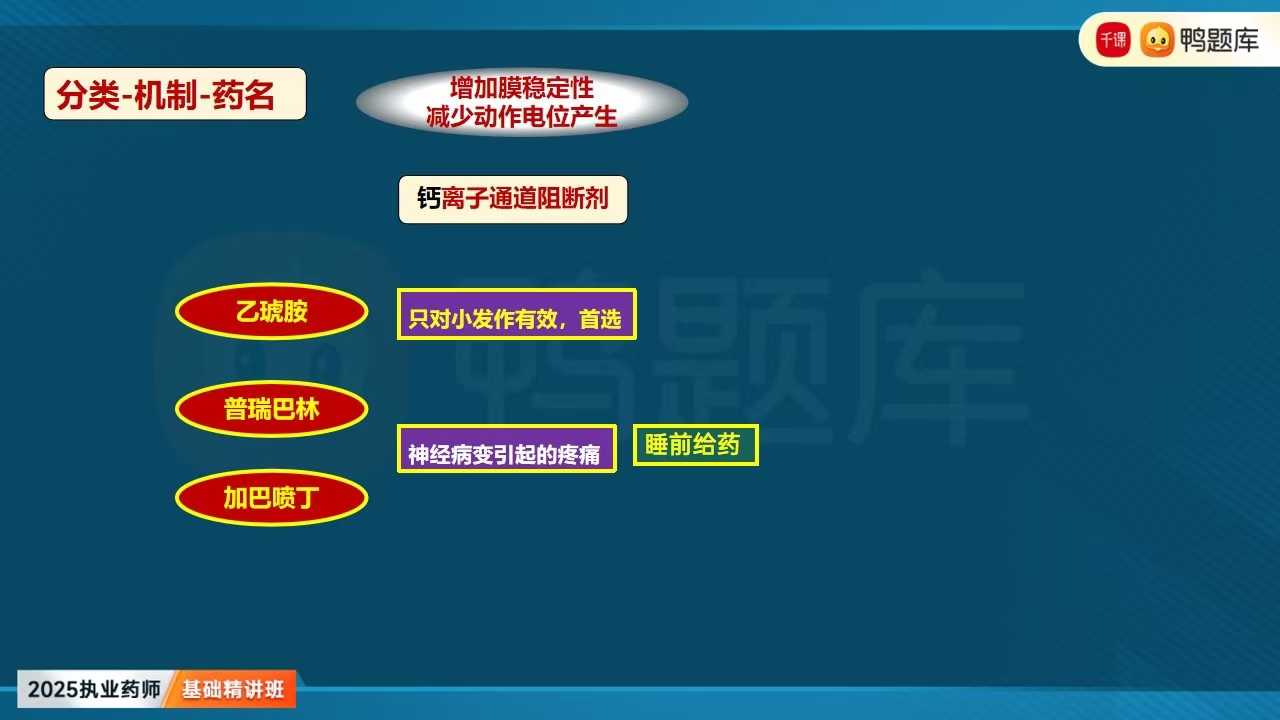 千课 鸭题库
分类-机制-药名
增加膜稳定性
减少动作电位产生
钙离子通道阻断剂
乙琥胺
只对小发作有效，首选
普瑞巴林
神经病变引起的疼痛
睡前给药
加巴喷丁
鸭题库
2025执业药师 基础精讲班